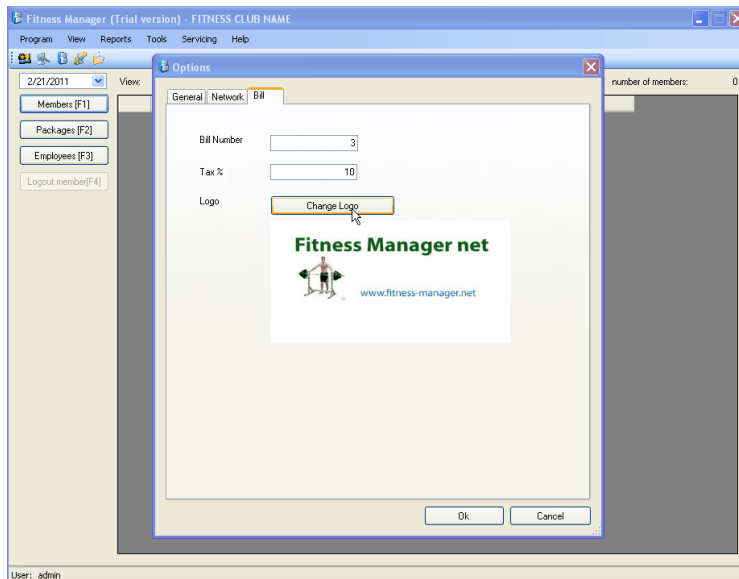 Fitness Manager (Trial version) - FITNESS CLUB NAME
Program View Reports Tools Servicing Help
2/21/2011 View: number of members: 0
Members [F1]
Packages [F2]
Employees [F3]
Logout member[F4]
Options
General Network Bill
Bill Number 3
Tax % 10
Logo Change Logo
Fitness Manager net
www.fitness-manager.net
Ok Cancel
User: admin